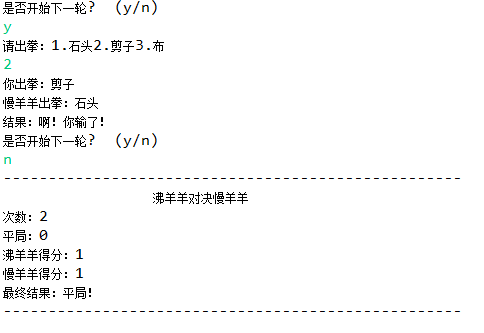 是否开始下一轮? (y/n)
y
请出拳: 1.石头2.剪子3.布
2
你出拳: 剪子
慢羊羊出拳: 石头
结果: 啊! 你输了!
是否开始下一轮? (y/n)
n
---------------------------------------------------
沸羊羊对决慢羊羊
次数: 2
平局: 0
沸羊羊得分: 1
慢羊羊得分: 1
最终结果: 平局!
---------------------------------------------------